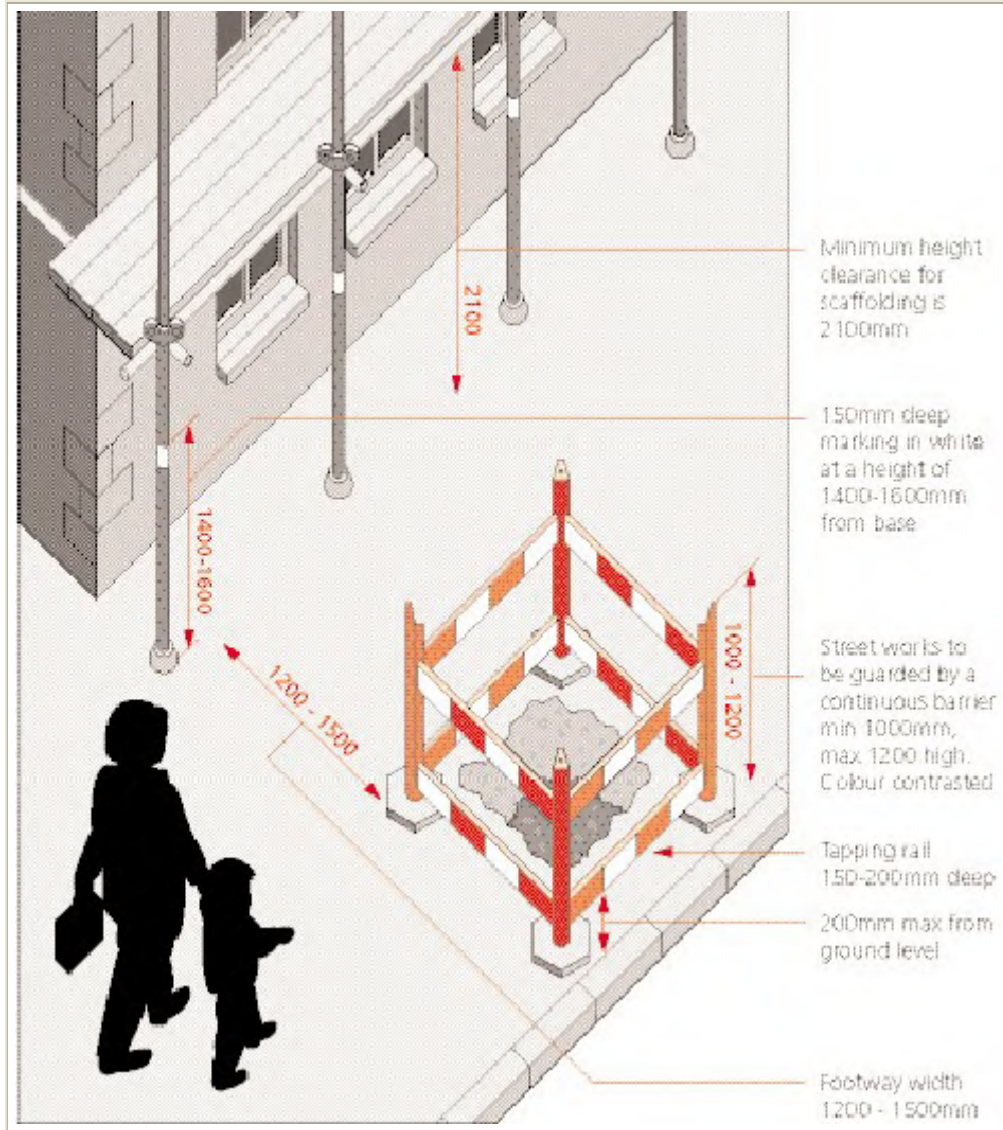 2100
Minimum height
clearance for
scaffolding is
2100mm
1400-1600
150mm deep
marking in white
at a height of
1400-1600mm
from base
1200 - 1500
1000 - 1200
Street works to
be guarded by a
continuous barrier
min 1000mm,
max 1200 high.
Colour contrasted
Tapping rail
150-200mm deep
200mm max from
ground level
Footway width
1200 - 1500mm